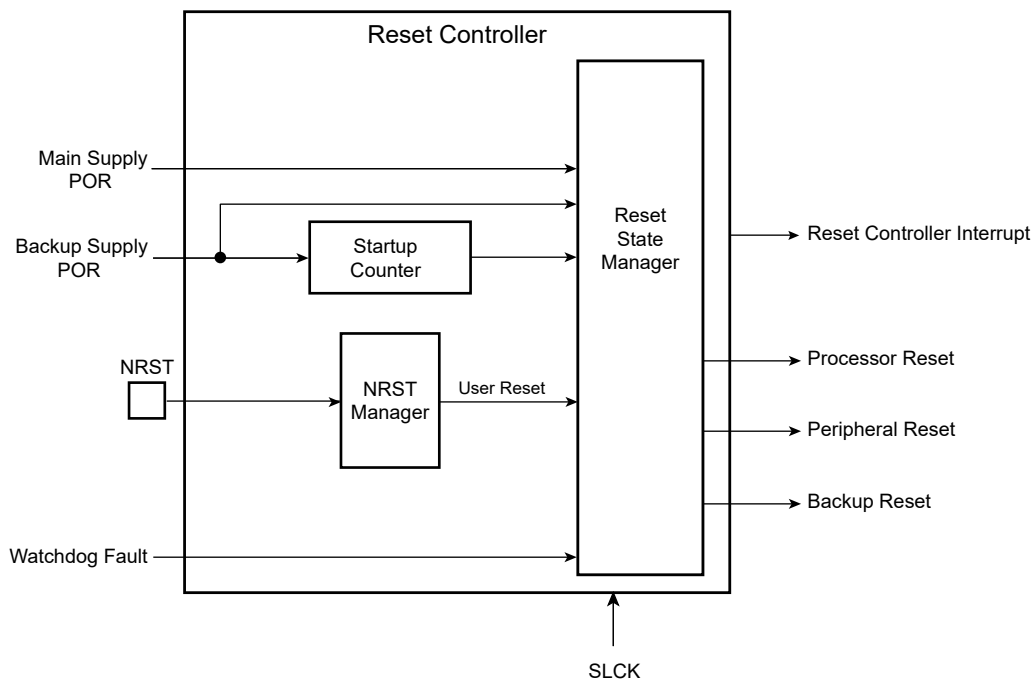 Reset Controller
Main Supply
POR
Backup Supply
POR
Startup
Counter
Reset
State
Manager
Reset Controller Interrupt
NRST
NRST
Manager
User Reset
Processor Reset
Peripheral Reset
Backup Reset
Watchdog Fault
SLCK